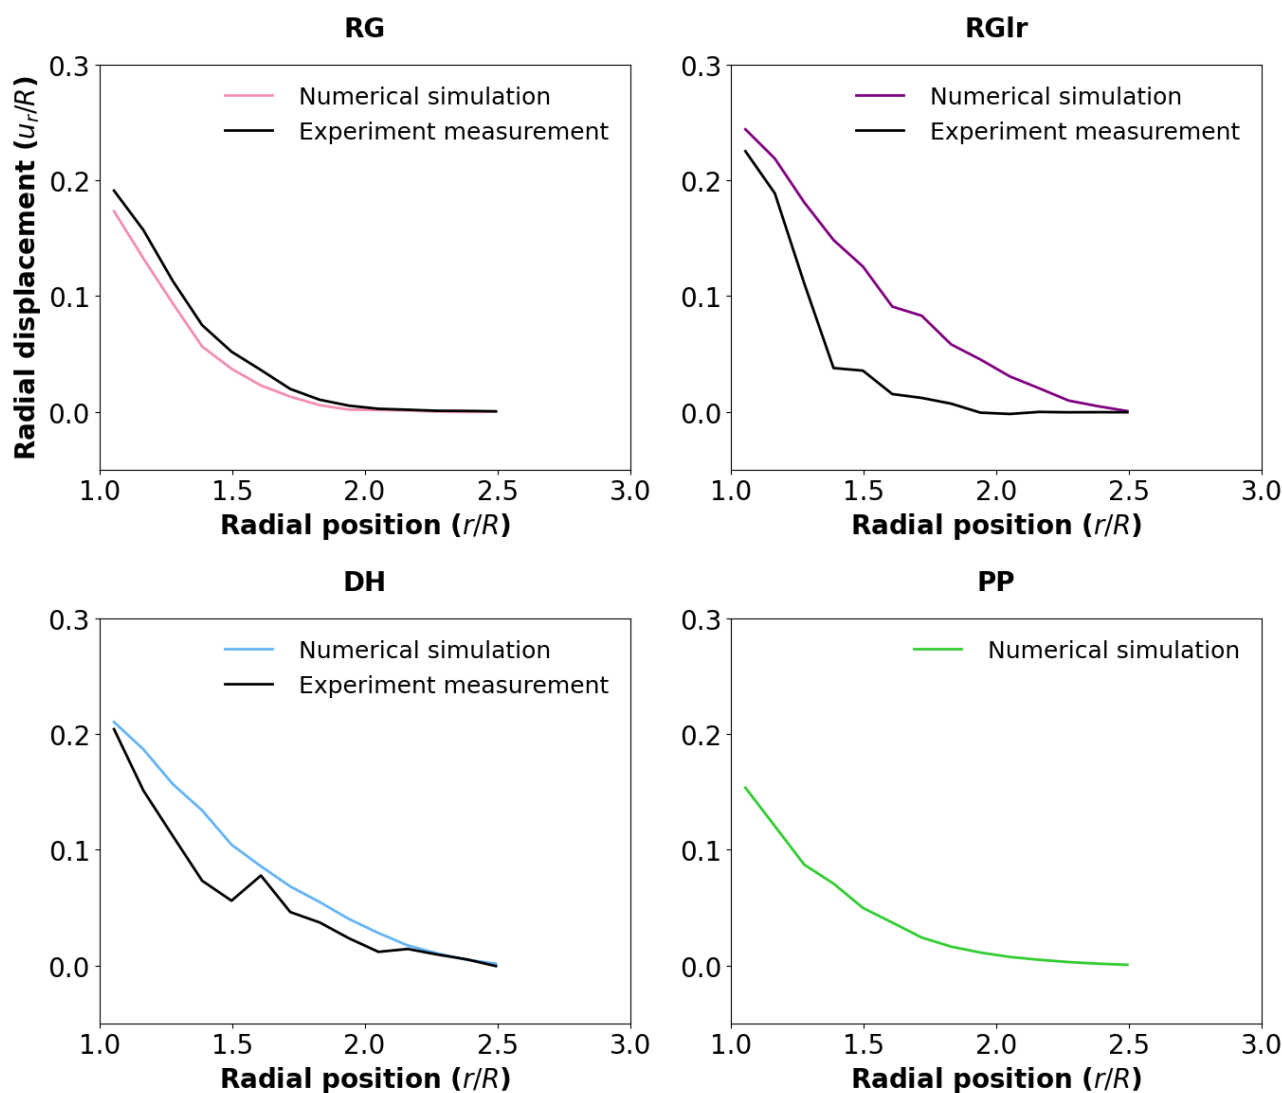 RG
Radial displacement (u_r/R)
0.3
0.2
0.1
0.0
Numerical simulation
Experiment measurement
1.0 1.5 2.0 2.5 3.0
Radial position (r/R)
RGlr
0.3
0.2
0.1
0.0
Numerical simulation
Experiment measurement
1.0 1.5 2.0 2.5 3.0
Radial position (r/R)
DH
0.3
0.2
0.1
0.0
Numerical simulation
Experiment measurement
1.0 1.5 2.0 2.5 3.0
Radial position (r/R)
PP
0.3
0.2
0.1
0.0
Numerical simulation
1.0 1.5 2.0 2.5 3.0
Radial position (r/R)